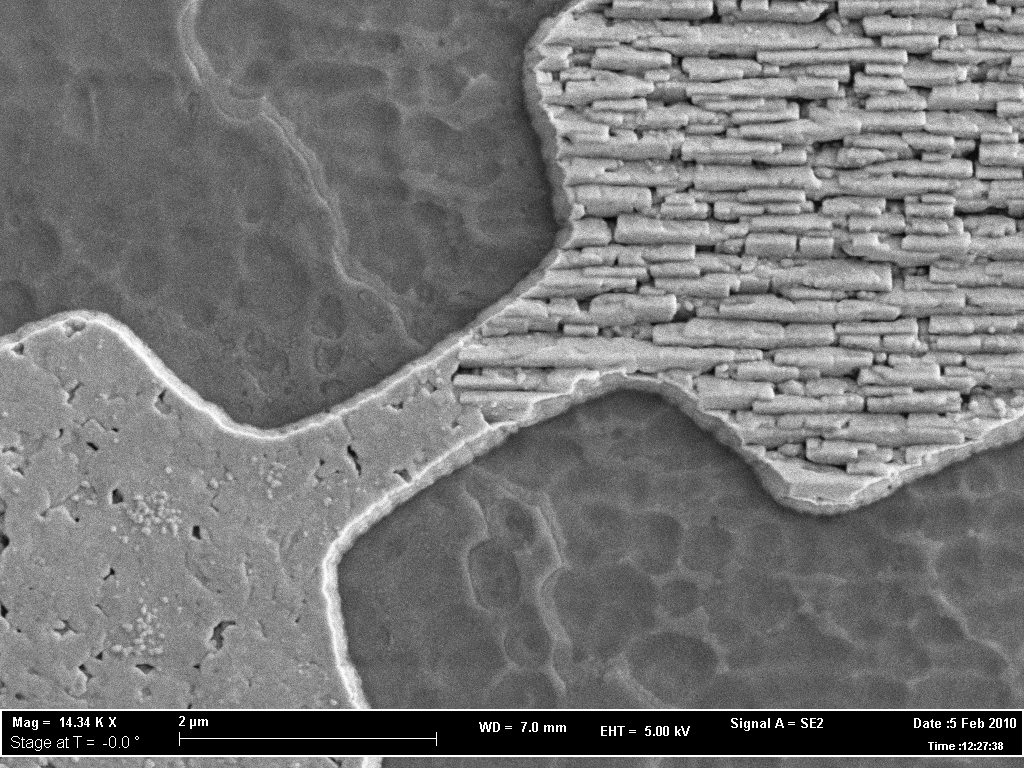 Mag = 14.34 K X 2 µm WD = 7.0 mm EHT = 5.00 kV Signal A = SE2 Date :5 Feb 2010
Stage at T = -0.0 ° Time :12:27:38